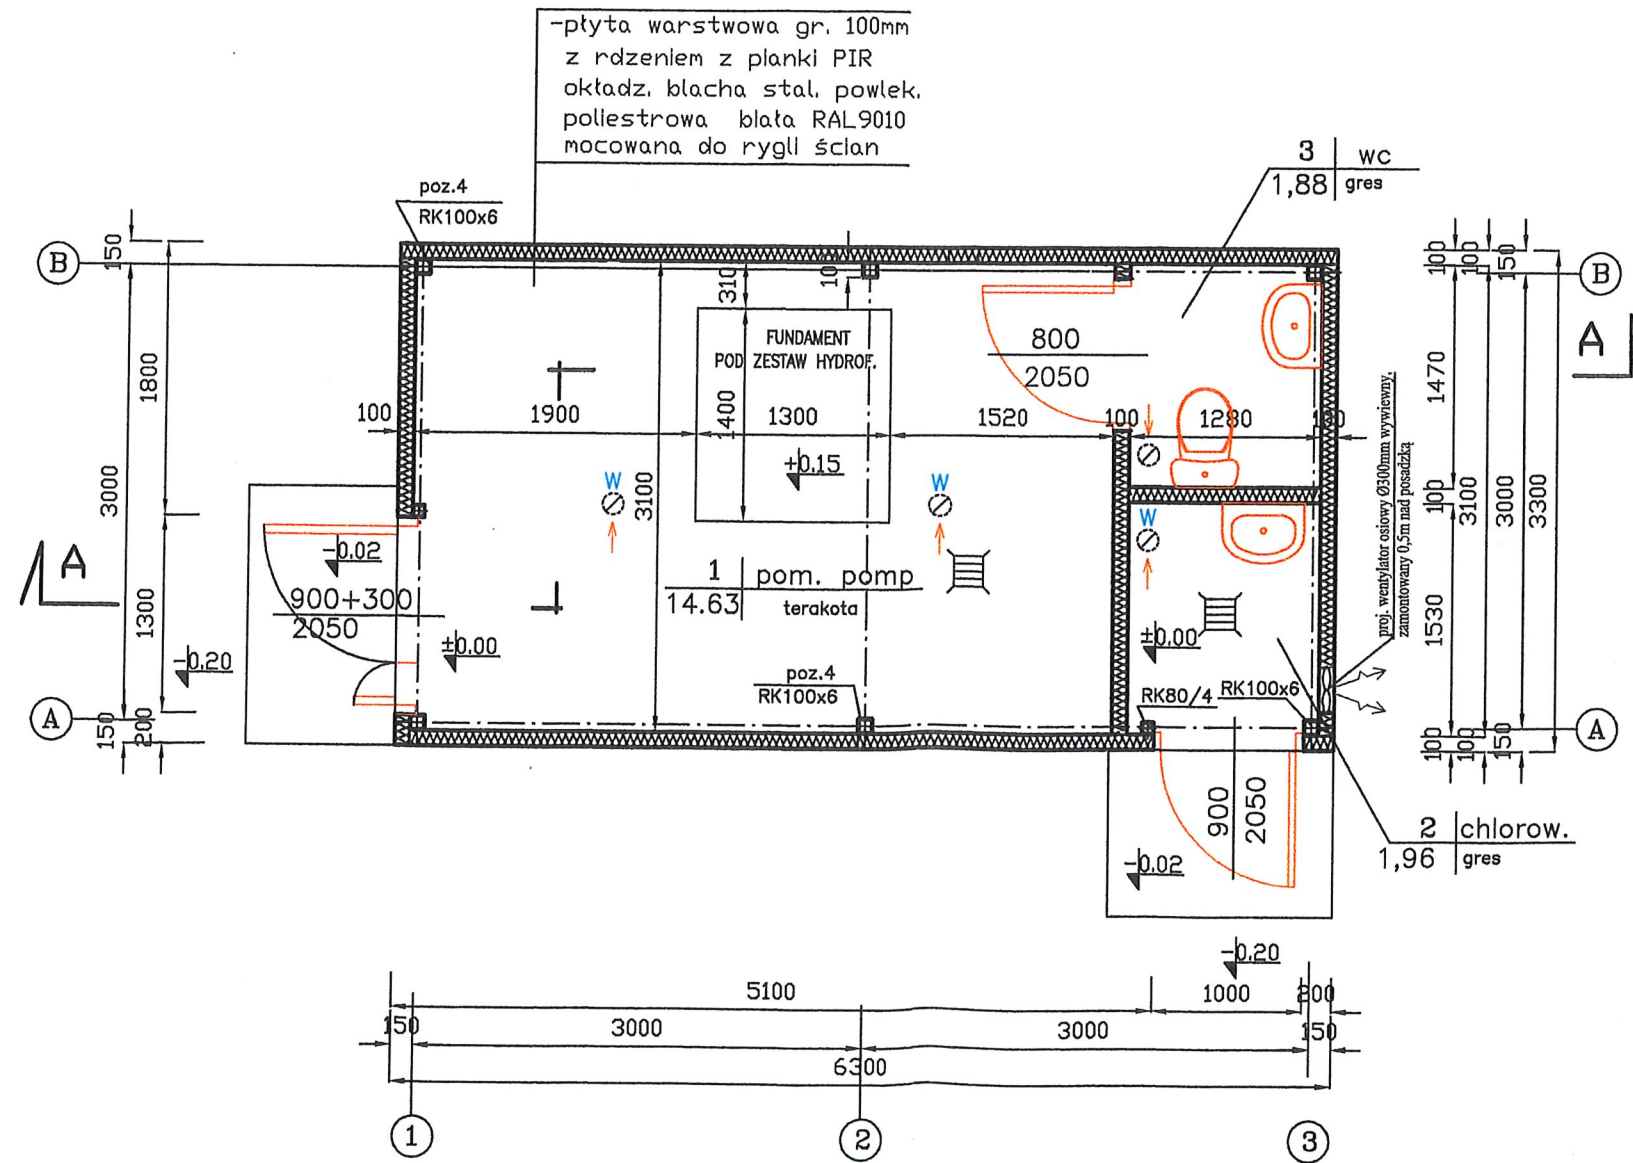 -płyta warstwowa gr. 100mm
z rdzeniem z pianki PIR
okładz. blacha stal. powlek.
poliestrowa biała RAL9010
mocowana do rygli ścian
3 WC
1,88 gres
poz.4
RK100x6
B
150
3000
1800
1300
150
200
A
100
1900
310
10
FUNDAMENT
POD ZESTAW HYDROF.
1400
1300
1520
100
1280
+0.15
3100
800
2050
W
W
W
1 pom. pomp
14.63 terakota
-0.02
900+300
2050
±0.00
-0.20
A
poz.4
RK100x6
±0.00
RK80/4
RK100x6
proj. wentylator osiowy Ø300mm wywiewny,
zamontowany 0,5m nad posadzką
100
100
150
B
A
1470
100
3100
3000
3300
1530
100
100
150
A
900
2050
-0.02
2 chlorow.
1,96 gres
-0.20
5100
1000
200
150
3000
3000
150
6300
1
2
3